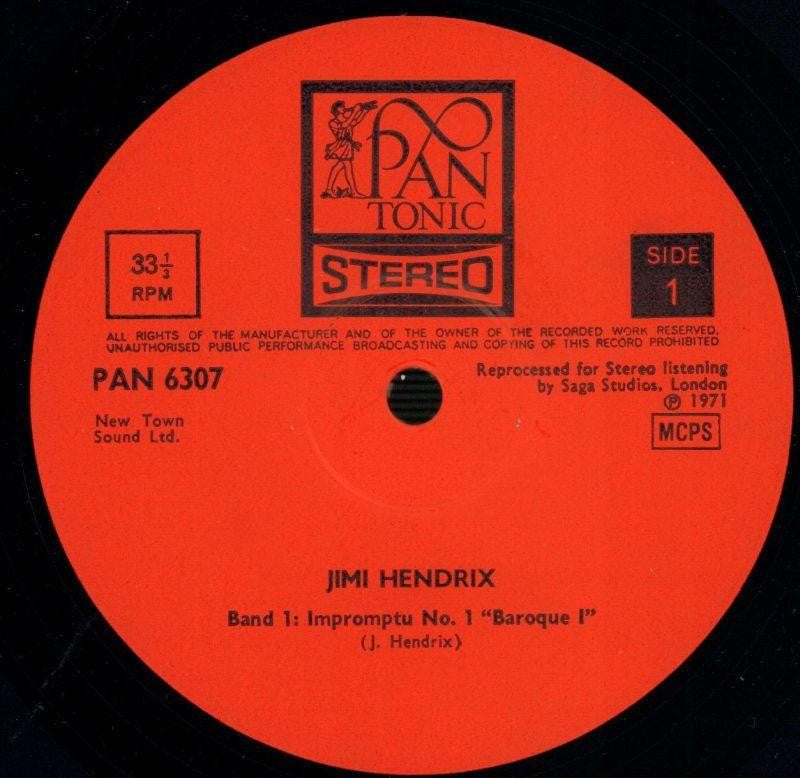 PAN
TONIC
STEREO
33 1/3
RPM
SIDE
1
ALL RIGHTS OF THE MANUFACTURER AND OF THE OWNER OF THE RECORDED WORK RESERVED.
UNAUTHORISED PUBLIC PERFORMANCE BROADCASTING AND COPYING OF THIS RECORD PROHIBITED
PAN 6307
Reprocessed for Stereo listening
by Saga Studios, London
℗ 1971
New Town
Sound Ltd.
MCPS
JIMI HENDRIX
Band 1: Impromptu No. 1 "Baroque I"
(J. Hendrix)